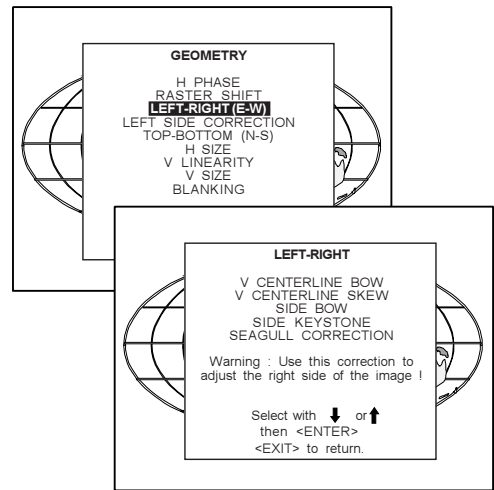 GEOMETRY
H PHASE
RASTER SHIFT
LEFT-RIGHT (E-W)
LEFT SIDE CORRECTION
TOP-BOTTOM (N-S)
H SIZE
V LINEARITY
V SIZE
BLANKING
LEFT-RIGHT
V CENTERLINE BOW
V CENTERLINE SKEW
SIDE BOW
SIDE KEYSTONE
SEAGULL CORRECTION
Warning : Use this correction to
adjust the right side of the image !
Select with or
then <ENTER>
<EXIT> to return.